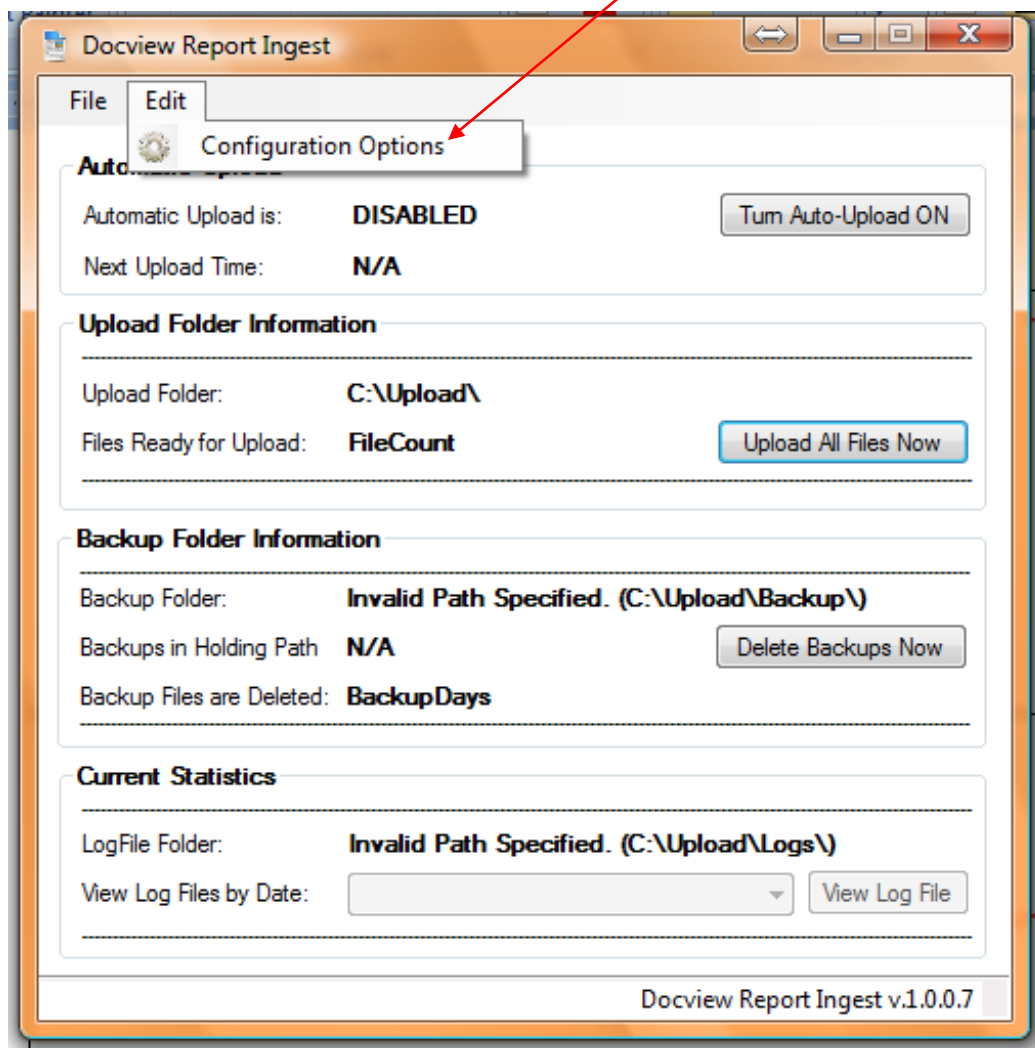 Docview Report Ingest
File Edit
Configuration Options
Automatic Upload
Automatic Upload is: DISABLED Turn Auto-Upload ON
Next Upload Time: N/A
Upload Folder Information
Upload Folder: C:\Upload\
Files Ready for Upload: FileCount Upload All Files Now
Backup Folder Information
Backup Folder: Invalid Path Specified. (C:\Upload\Backup\)
Backups in Holding Path N/A Delete Backups Now
Backup Files are Deleted: BackupDays
Current Statistics
LogFile Folder: Invalid Path Specified. (C:\Upload\Logs\)
View Log Files by Date: View Log File
Docview Report Ingest v.1.0.0.7